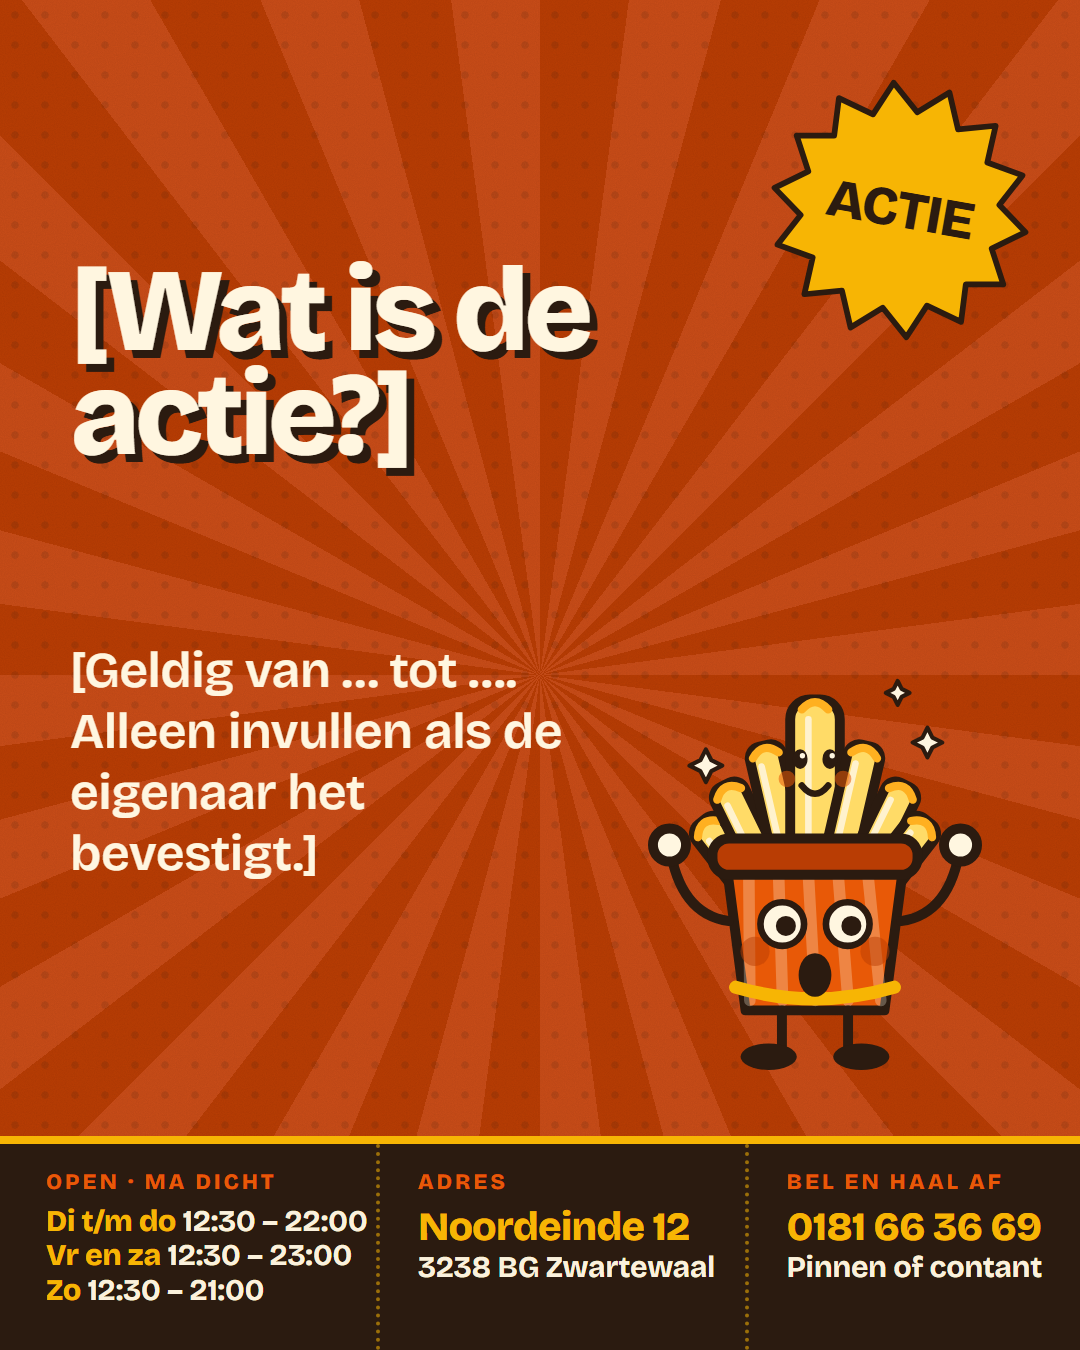 ACTIE
[Wat is de
actie?]
[Geldig van ... tot ....
Alleen invullen als de
eigenaar het
bevestigt.]
OPEN · MA DICHT
Di t/m do 12:30 – 22:00
Vr en za 12:30 – 23:00
Zo 12:30 – 21:00
ADRES
Noordeinde 12
3238 BG Zwartewaal
BEL EN HAAL AF
0181 66 36 69
Pinnen of contant